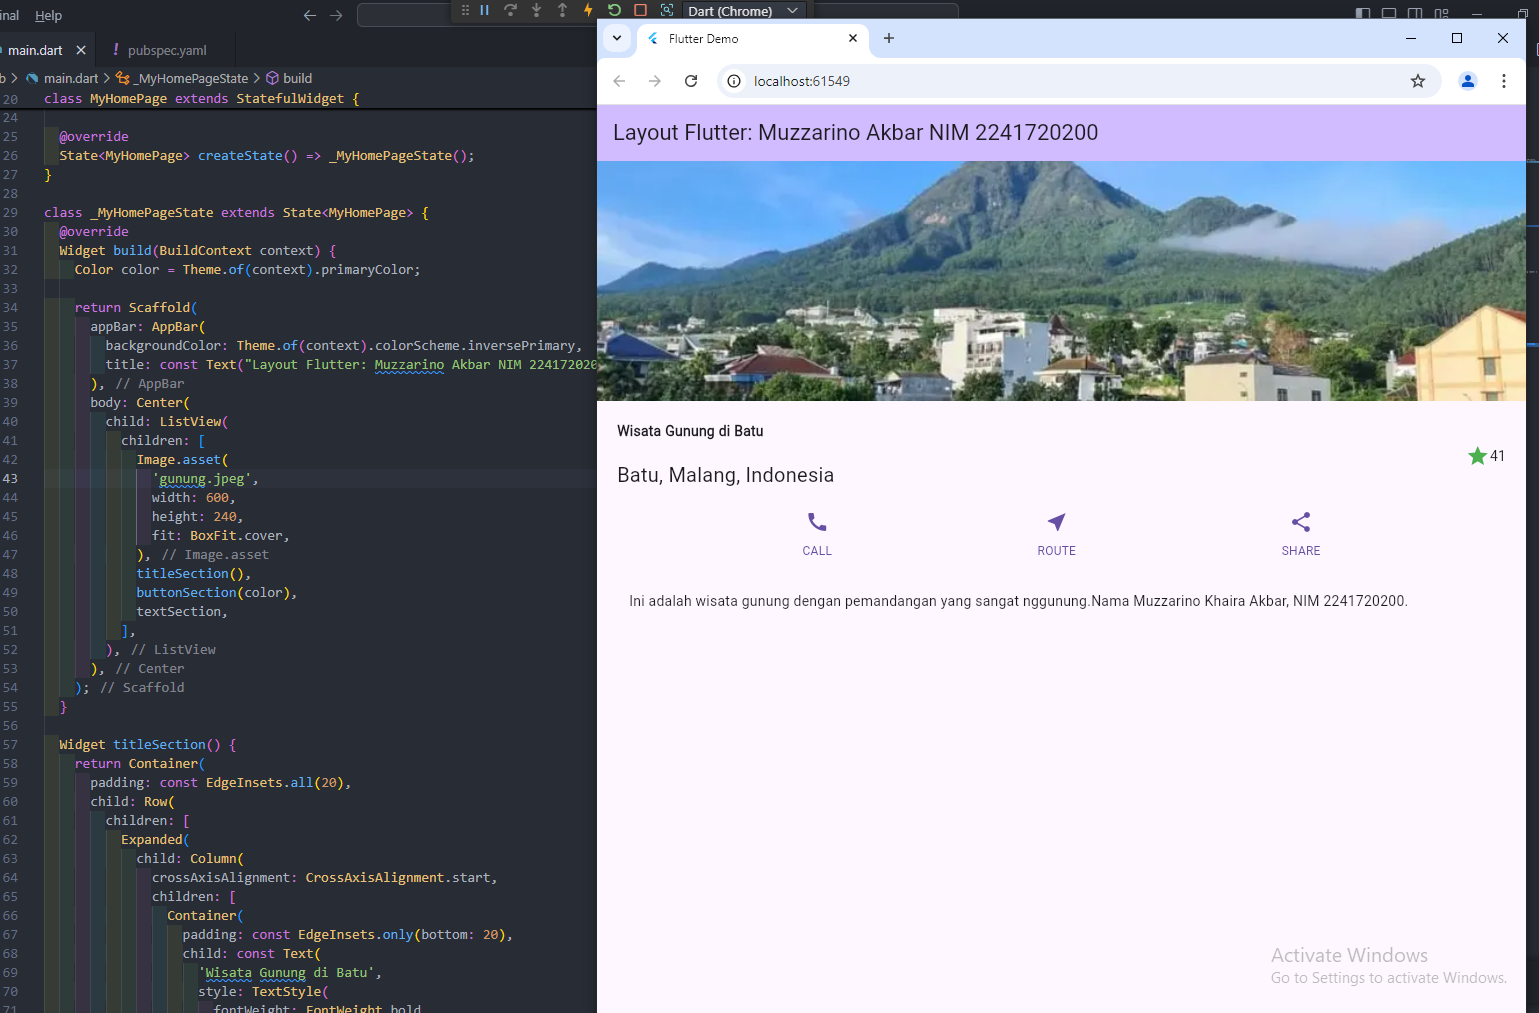 nal Help
Dart (Chrome)
main.dart
! pubspec.yaml
b > main.dart > _MyHomePageState > build
20 class MyHomePage extends StatefulWidget {
24
25 @override
26 State<MyHomePage> createState() => _MyHomePageState();
27 }
28
29 class _MyHomePageState extends State<MyHomePage> {
30 @override
31 Widget build(BuildContext context) {
32 Color color = Theme.of(context).primaryColor;
33
34 return Scaffold(
35 appBar: AppBar(
36 backgroundColor: Theme.of(context).colorScheme.inversePrimary,
37 title: const Text("Layout Flutter: Muzzarino Akbar NIM 224172020
38 ), // AppBar
39 body: Center(
40 child: ListView(
41 children: [
42 Image.asset(
43 'gunung.jpeg',
44 width: 600,
45 height: 240,
46 fit: BoxFit.cover,
47 ), // Image.asset
48 titleSection(),
49 buttonSection(color),
50 textSection,
51 ],
52 ), // ListView
53 ), // Center
54 ); // Scaffold
55 }
56
57 Widget titleSection() {
58 return Container(
59 padding: const EdgeInsets.all(20),
60 child: Row(
61 children: [
62 Expanded(
63 child: Column(
64 crossAxisAlignment: CrossAxisAlignment.start,
65 children: [
66 Container(
67 padding: const EdgeInsets.only(bottom: 20),
68 child: const Text(
69 'Wisata Gunung di Batu',
70 style: TextStyle(
71 fontWeight: FontWeight.bold
Flutter Demo
localhost:61549
Layout Flutter: Muzzarino Akbar NIM 2241720200
Wisata Gunung di Batu
41
Batu, Malang, Indonesia
CALL ROUTE SHARE
Ini adalah wisata gunung dengan pemandangan yang sangat nggunung.Nama Muzzarino Khaira Akbar, NIM 2241720200.
Activate Windows
Go to Settings to activate Windows.